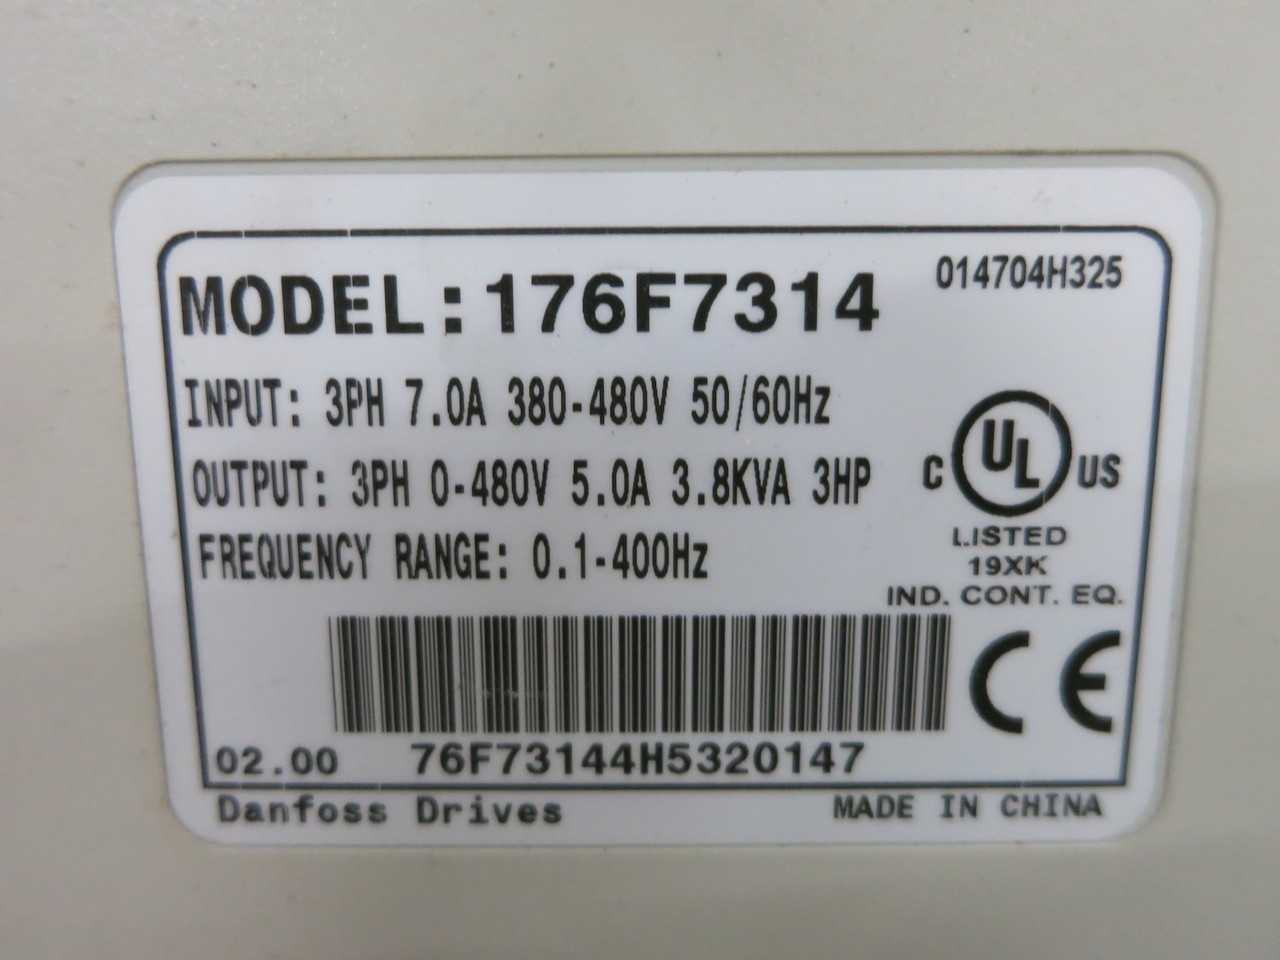 014704H325
MODEL:176F7314
INPUT: 3PH 7.0A 380-480V 50/60Hz
OUTPUT: 3PH 0-480V 5.0A 3.8KVA 3HP
FREQUENCY RANGE: 0.1-400Hz
C UL US
LISTED
19XK
IND. CONT. EQ.
CE
02.00 76F73144H5320147
Danfoss Drives MADE IN CHINA